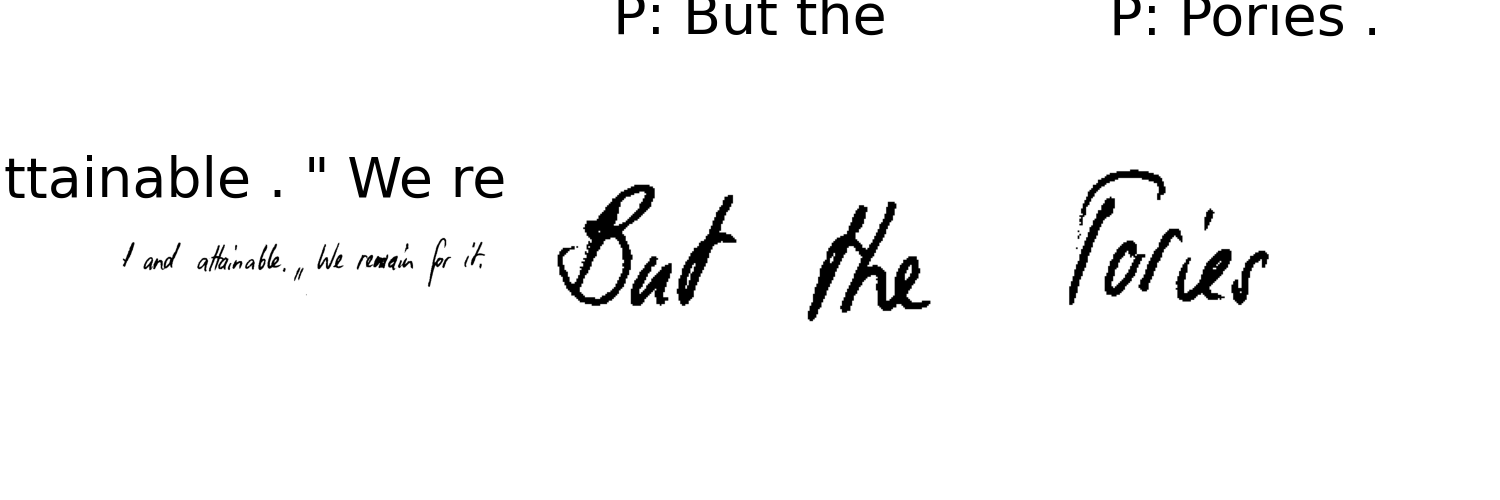 P: But the
P: Pories .
ttainable . " We re
I and attainable. „ We remain for it.
But the
Tories